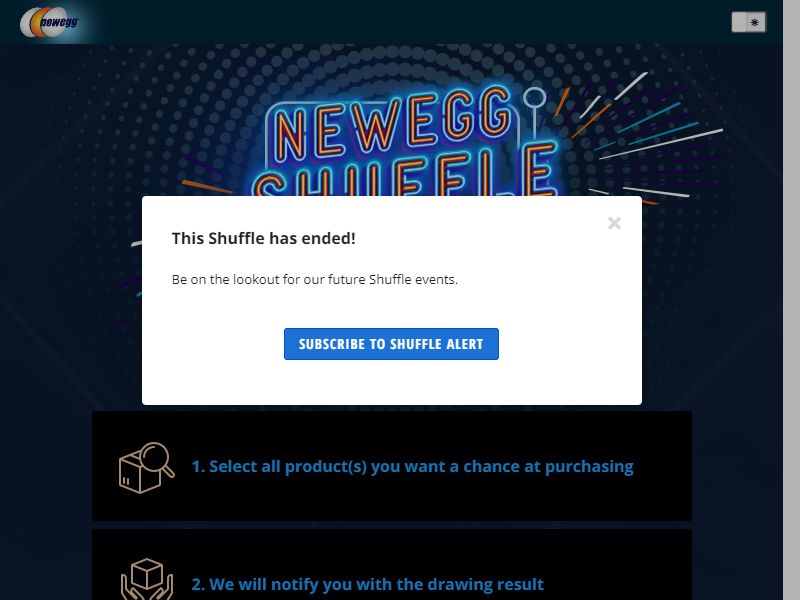 newegg
NEWEGG
SHUFFLE
This Shuffle has ended!
Be on the lookout for our future Shuffle events.
SUBSCRIBE TO SHUFFLE ALERT
1. Select all product(s) you want a chance at purchasing
2. We will notify you with the drawing result